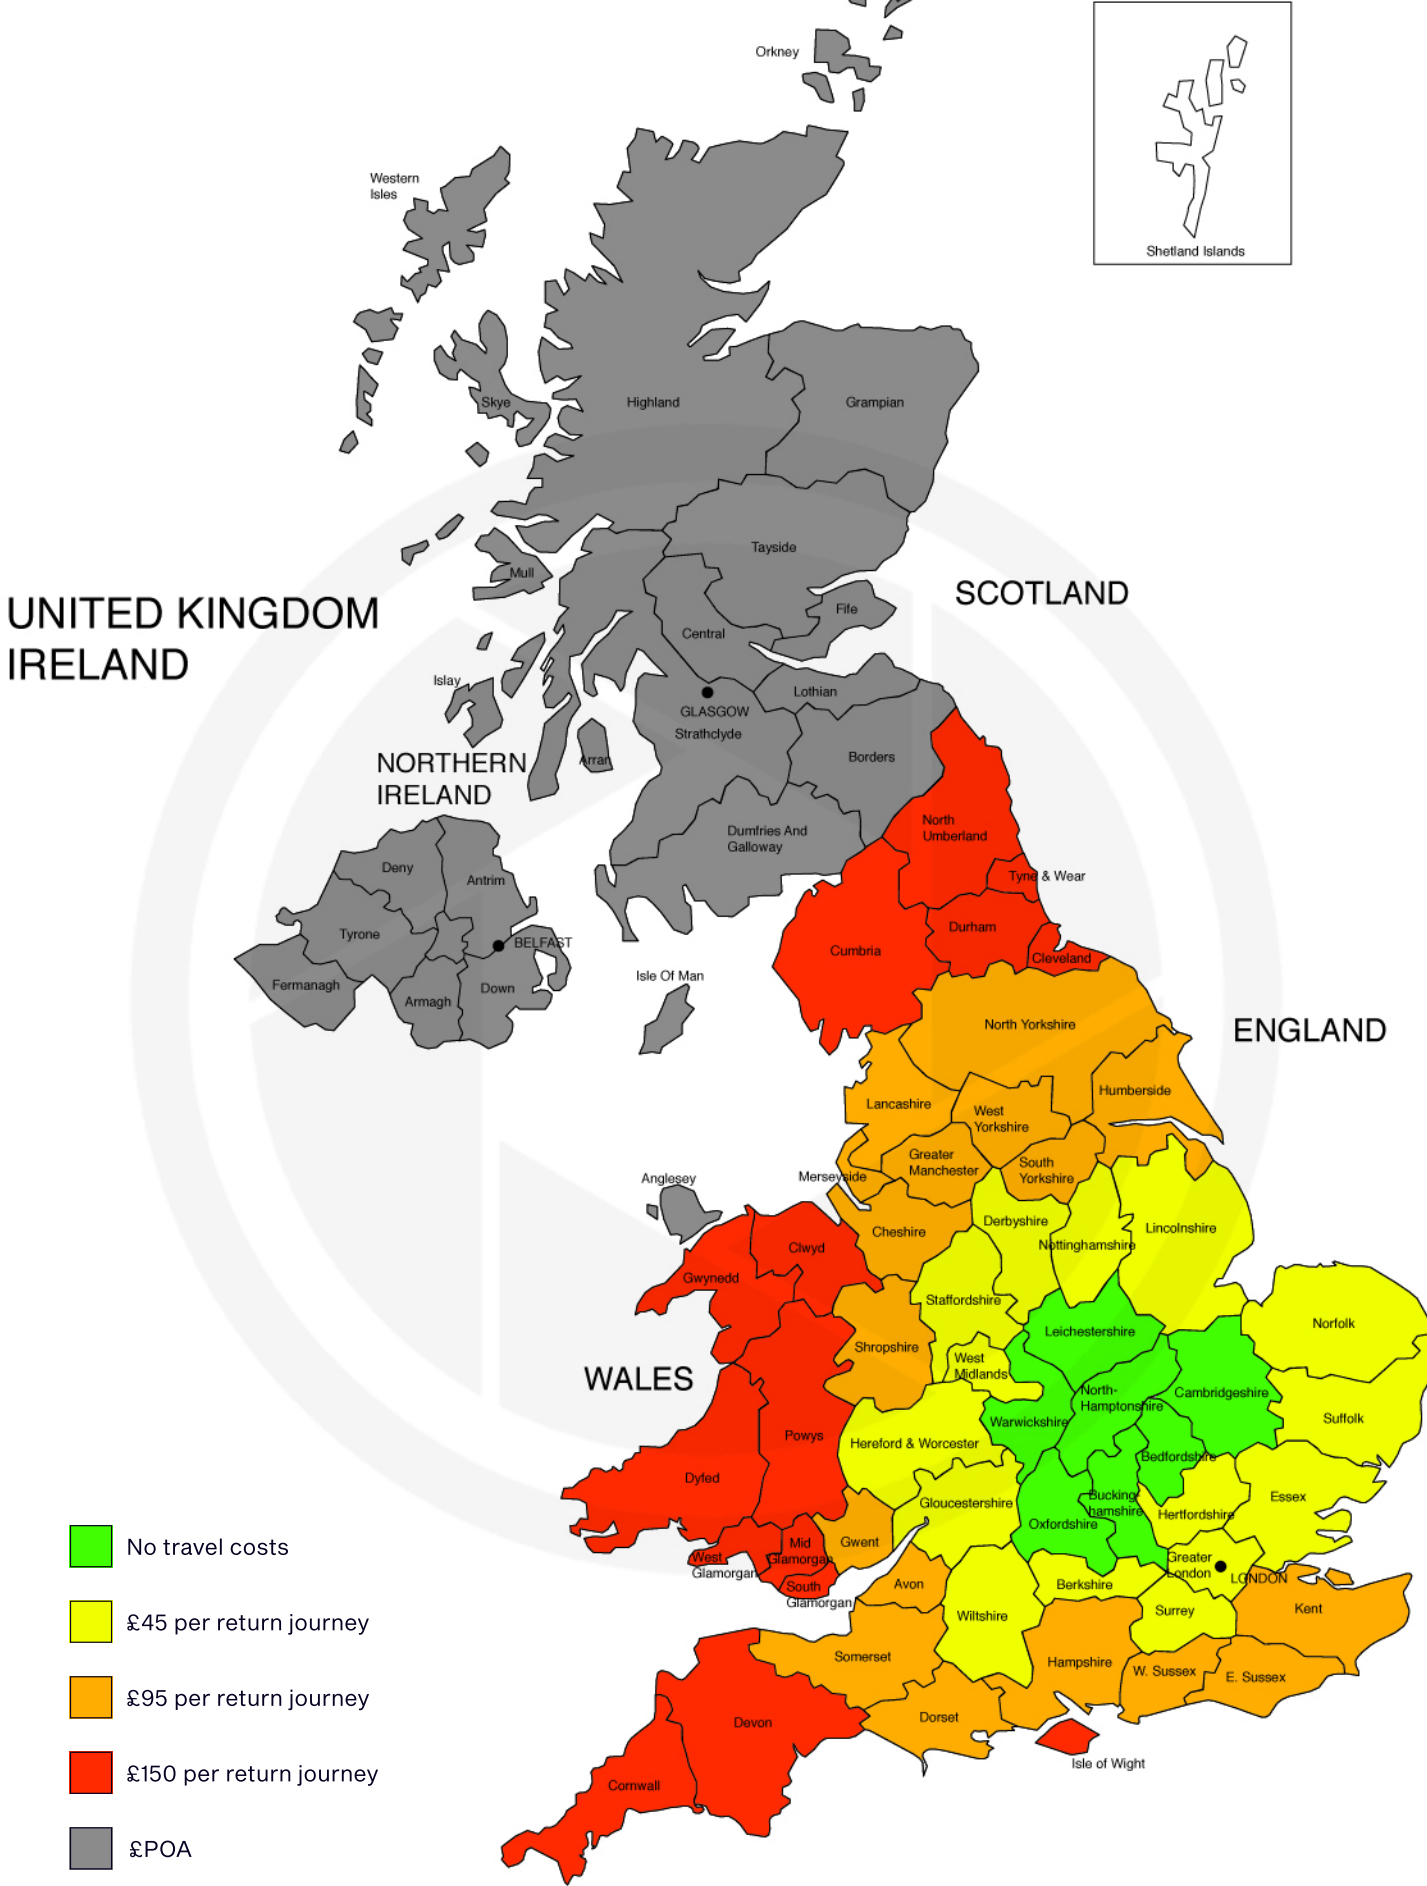 Orkney
Western
Isles
Shetland Islands
Skye
Highland
Grampian
Tayside
Mull
SCOTLAND
UNITED KINGDOM
IRELAND
Fife
Central
Islay
Lothian
GLASGOW
Strathclyde
Arran
Borders
NORTHERN
IRELAND
North
Umberland
Dumfries And
Galloway
Deny
Antrim
Tyne & Wear
Tyrone
BELFAST
Durham
Cumbria
Cleveland
Isle Of Man
Fermanagh
Armagh
Down
North Yorkshire
ENGLAND
Humberside
Lancashire
West
Yorkshire
Greater
Manchester
South
Yorkshire
Merseyside
Anglesey
Cheshire
Derbyshire
Nottinghamshire
Lincolnshire
Clwyd
Gwynedd
Staffordshire
Norfolk
Leichestershire
Shropshire
West
Midlands
WALES
North-
Hamptonshire
Cambridgeshire
Suffolk
Warwickshire
Powys
Hereford & Worcester
Bedfordshire
Dyfed
Gloucestershire
Bucking-
hamshire
Essex
Hertfordshire
Oxfordshire
Gwent
Mid
Glamorgan
West
Glamorgan
South
Glamorgan
Greater
London
LONDON
Avon
Berkshire
Wiltshire
Surrey
Kent
Somerset
Hampshire
W. Sussex
E. Sussex
Devon
Dorset
Isle of Wight
Cornwall
No travel costs
£45 per return journey
£95 per return journey
£150 per return journey
£POA